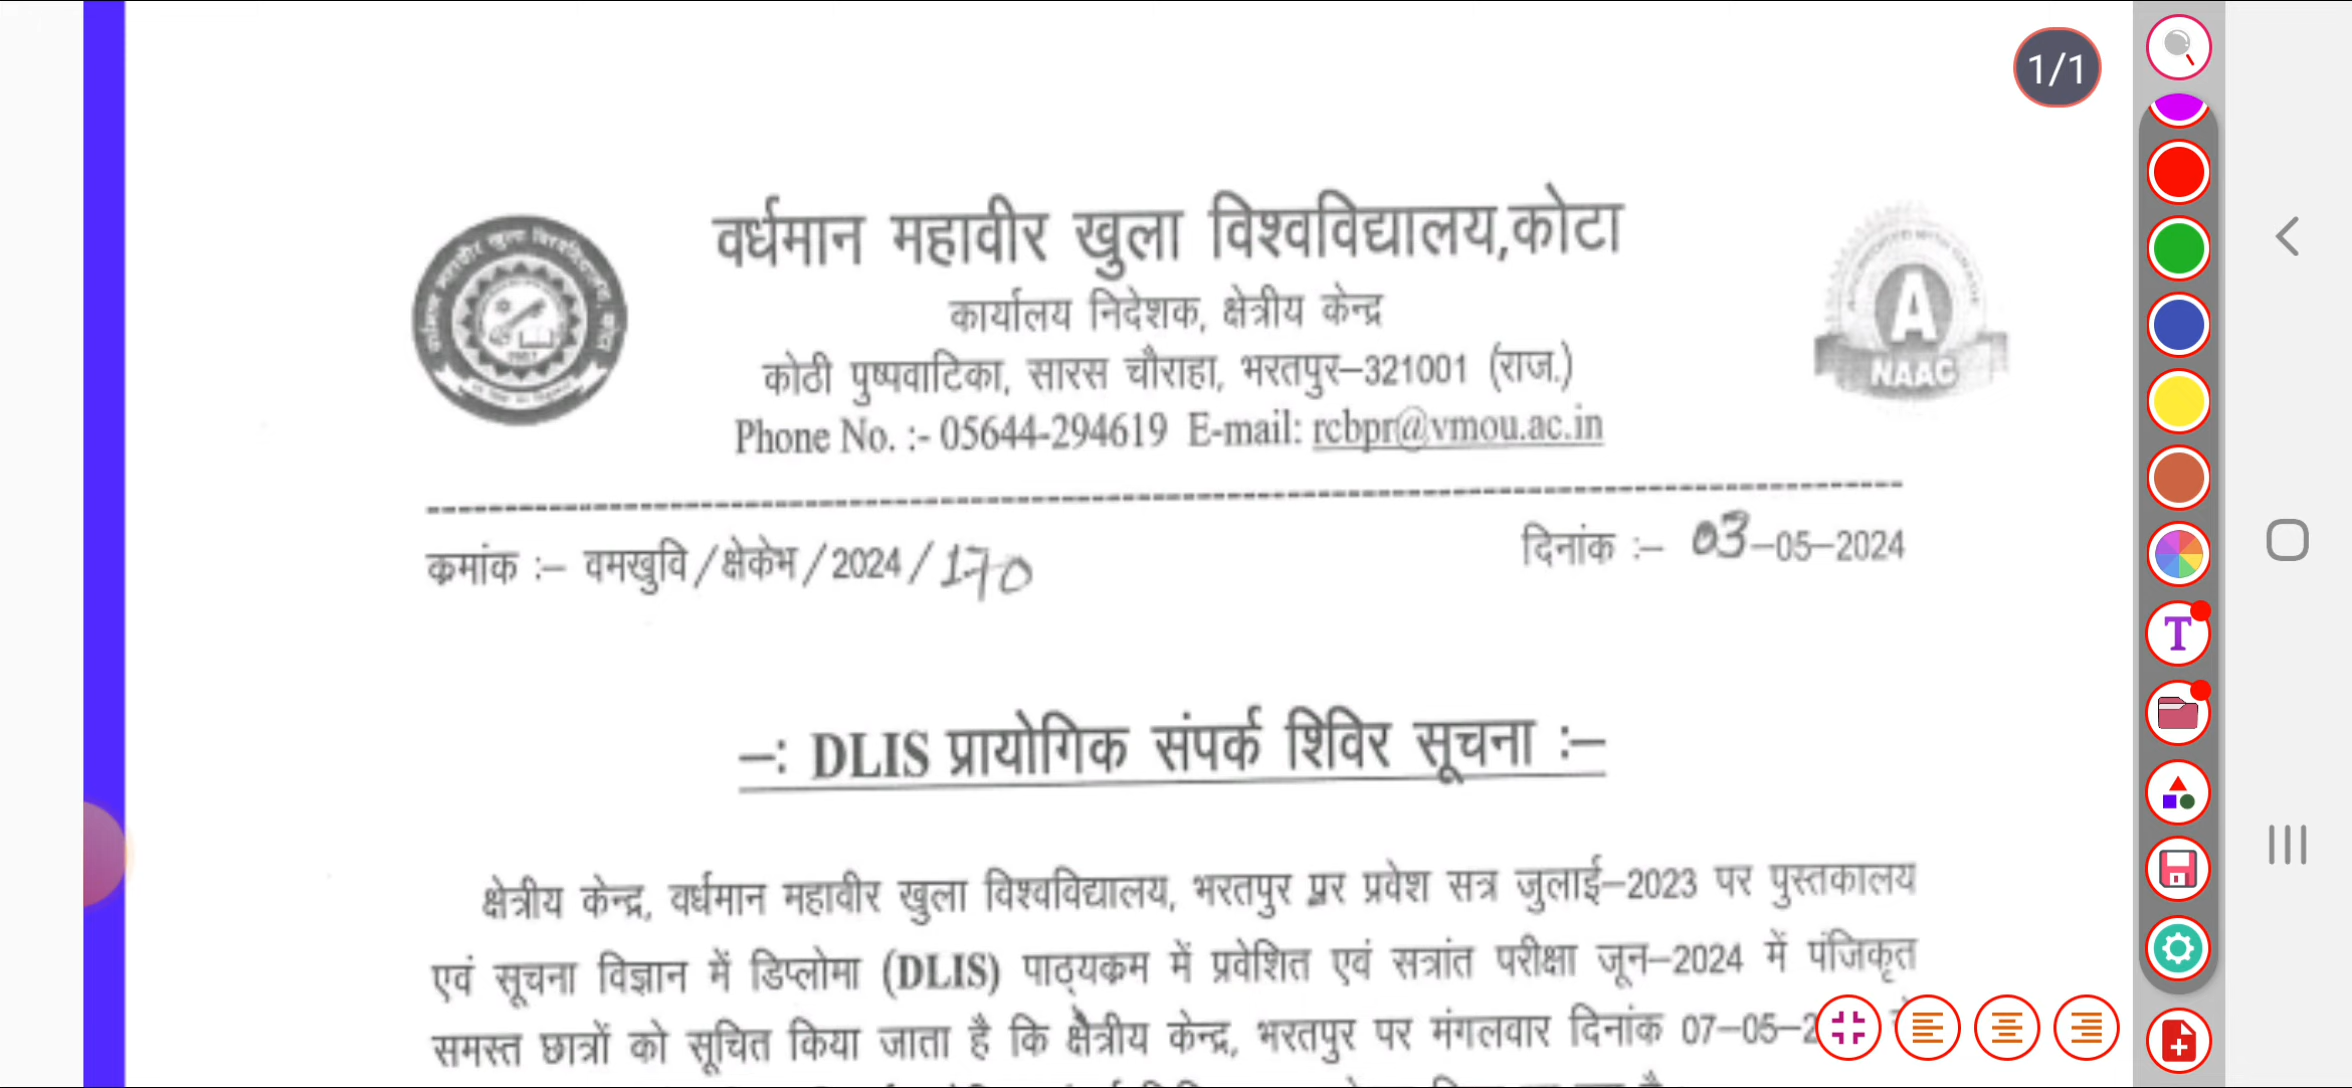 1/1
वर्धमान महावीर खुला विश्वविद्यालय,कोटा
कार्यालय निदेशक, क्षेत्रीय केन्द्र
कोठी पुष्पवाटिका, सारस चौराहा, भरतपुर–321001 (राज.)
Phone No. :- 05644-294619 E-mail: rcbpr@vmou.ac.in
A
NAAC
क्रमांक :– वमखुवि/क्षेकेभ/2024/170
दिनांक :– 03–05–2024
–: DLIS प्रायोगिक संपर्क शिविर सूचना :–
क्षेत्रीय केन्द्र, वर्धमान महावीर खुला विश्वविद्यालय, भरतपुर पर प्रवेश सत्र जुलाई–2023 पर पुस्तकालय
एवं सूचना विज्ञान में डिप्लोमा (DLIS) पाठ्यक्रम में प्रवेशित एवं सत्रांत परीक्षा जून–2024 में पंजिकृत
समस्त छात्रों को सूचित किया जाता है कि क्षेत्रीय केन्द्र, भरतपुर पर मंगलवार दिनांक 07–05–2
T